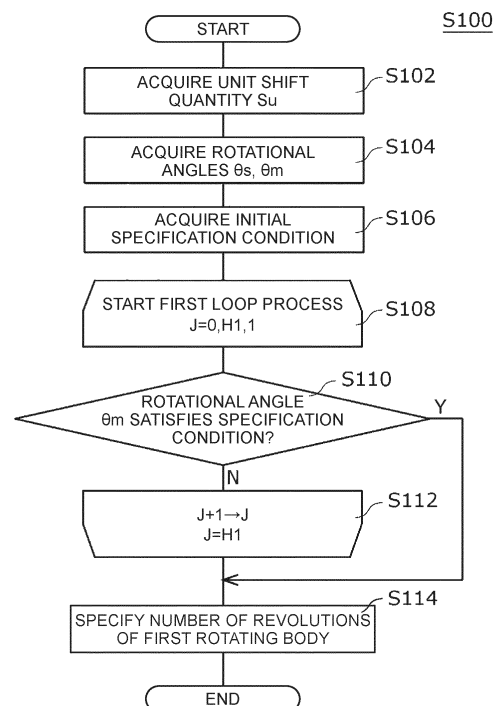 S100
START
ACQUIRE UNIT SHIFT
QUANTITY Su
S102
ACQUIRE ROTATIONAL
ANGLES θs, θm
S104
ACQUIRE INITIAL
SPECIFICATION CONDITION
S106
START FIRST LOOP PROCESS
J=0,H1,1
S108
S110
ROTATIONAL ANGLE
θm SATISFIES SPECIFICATION
CONDITION?
Y
N
J+1→J
J=H1
S112
S114
SPECIFY NUMBER OF REVOLUTIONS
OF FIRST ROTATING BODY
END